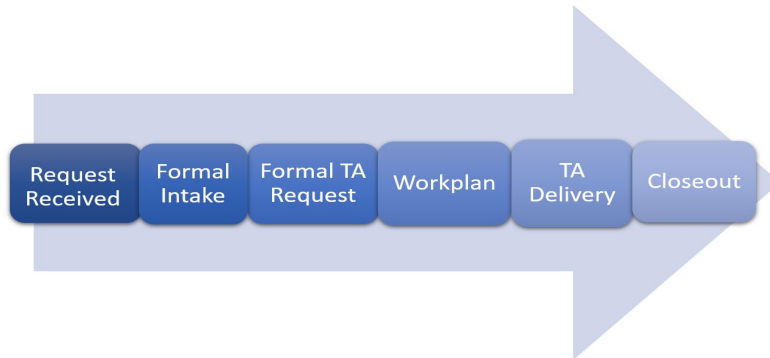 Request
Received
Formal
Intake
Formal TA
Request
Workplan
TA
Delivery
Closeout